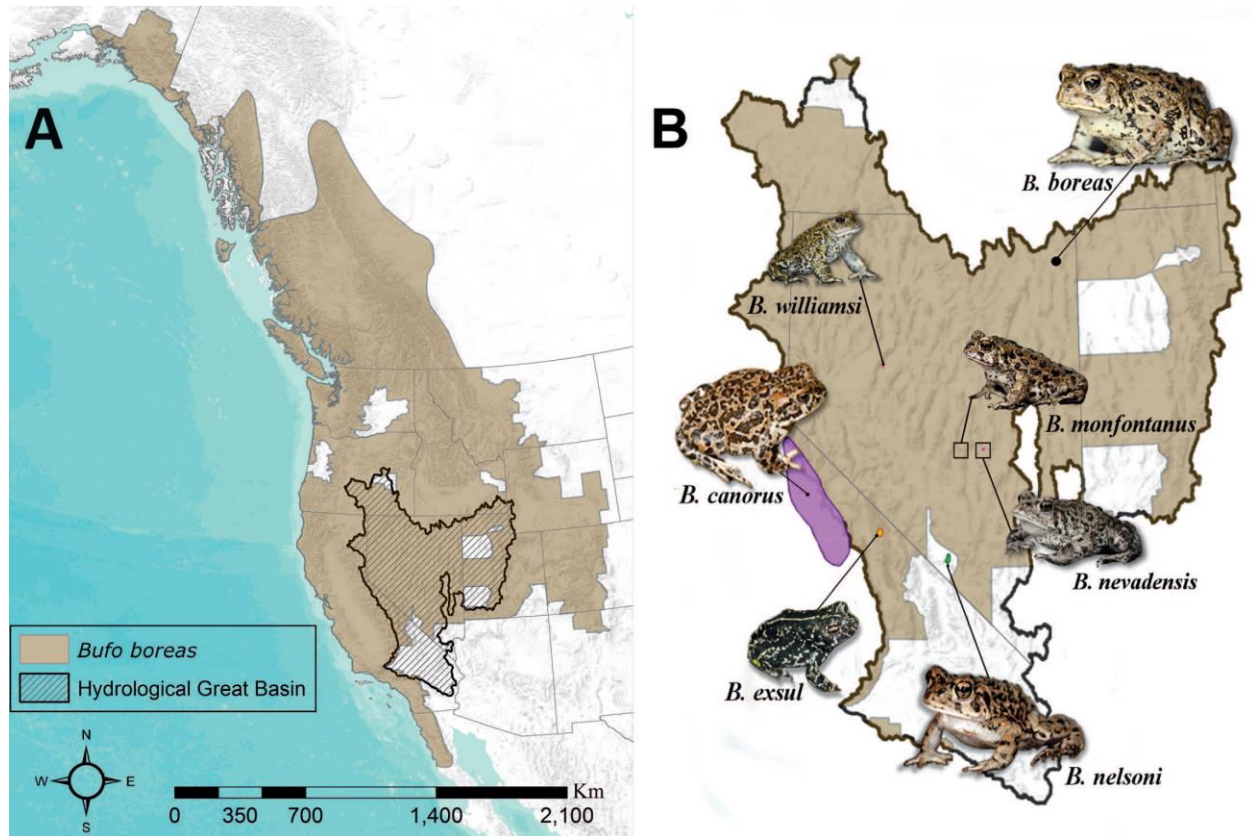 A
Bufo boreas
Hydrological Great Basin
N
W
E
S
Km
0
350
700
1,400
2,100
B
B. boreas
B. williamsi
B. monfontanus
B. canorus
B. nevadensis
B. exsul
B. nelsoni